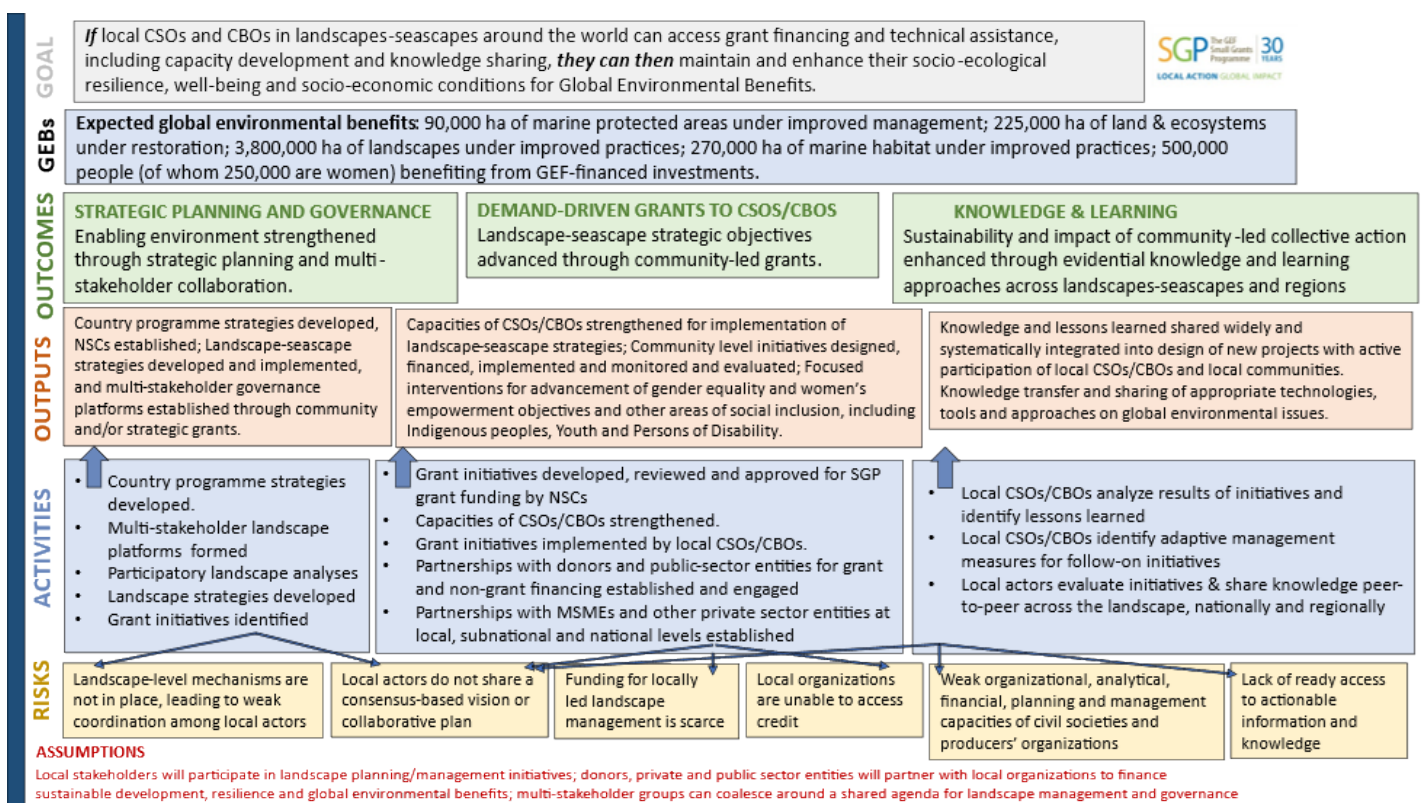 GOAL
If local CSOs and CBOs in landscapes-seascapes around the world can access grant financing and technical assistance,
including capacity development and knowledge sharing, they can then maintain and enhance their socio-ecological
resilience, well-being and socio-economic conditions for Global Environmental Benefits.
SGP The GEF Small Grants Programme 30 YEARS
LOCAL ACTION GLOBAL IMPACT
GEBs
Expected global environmental benefits: 90,000 ha of marine protected areas under improved management; 225,000 ha of land & ecosystems
under restoration; 3,800,000 ha of landscapes under improved practices; 270,000 ha of marine habitat under improved practices; 500,000
people (of whom 250,000 are women) benefiting from GEF-financed investments.
OUTCOMES
STRATEGIC PLANNING AND GOVERNANCE
Enabling environment strengthened
through strategic planning and multi-
stakeholder collaboration.
DEMAND-DRIVEN GRANTS TO CSOS/CBOS
Landscape-seascape strategic objectives
advanced through community-led grants.
KNOWLEDGE & LEARNING
Sustainability and impact of community-led collective action
enhanced through evidential knowledge and learning
approaches across landscapes-seascapes and regions
OUTPUTS
Country programme strategies developed,
NSCs established; Landscape-seascape
strategies developed and implemented,
and multi-stakeholder governance
platforms established through community
and/or strategic grants.
Capacities of CSOs/CBOs strengthened for implementation of
landscape-seascape strategies; Community level initiatives designed,
financed, implemented and monitored and evaluated; Focused
interventions for advancement of gender equality and women's
empowerment objectives and other areas of social inclusion, including
Indigenous peoples, Youth and Persons of Disability.
Knowledge and lessons learned shared widely and
systematically integrated into design of new projects with active
participation of local CSOs/CBOs and local communities.
Knowledge transfer and sharing of appropriate technologies,
tools and approaches on global environmental issues.
ACTIVITIES
• Country programme strategies
developed.
• Multi-stakeholder landscape
platforms formed
• Participatory landscape analyses
• Landscape strategies developed
• Grant initiatives identified
• Grant initiatives developed, reviewed and approved for SGP
grant funding by NSCs
• Capacities of CSOs/CBOs strengthened.
• Grant initiatives implemented by local CSOs/CBOs.
• Partnerships with donors and public-sector entities for grant
and non-grant financing established and engaged
• Partnerships with MSMEs and other private sector entities at
local, subnational and national levels established
• Local CSOs/CBOs analyze results of initiatives and
identify lessons learned
• Local CSOs/CBOs identify adaptive management
measures for follow-on initiatives
• Local actors evaluate initiatives & share knowledge peer-
to-peer across the landscape, nationally and regionally
RISKS
Landscape-level mechanisms are
not in place, leading to weak
coordination among local actors
Local actors do not share a
consensus-based vision or
collaborative plan
Funding for locally
led landscape
management is scarce
Local organizations
are unable to access
credit
Weak organizational, analytical,
financial, planning and management
capacities of civil societies and
producers' organizations
Lack of ready access
to actionable
information and
knowledge
ASSUMPTIONS
Local stakeholders will participate in landscape planning/management initiatives; donors, private and public sector entities will partner with local organizations to finance
sustainable development, resilience and global environmental benefits; multi-stakeholder groups can coalesce around a shared agenda for landscape management and governance